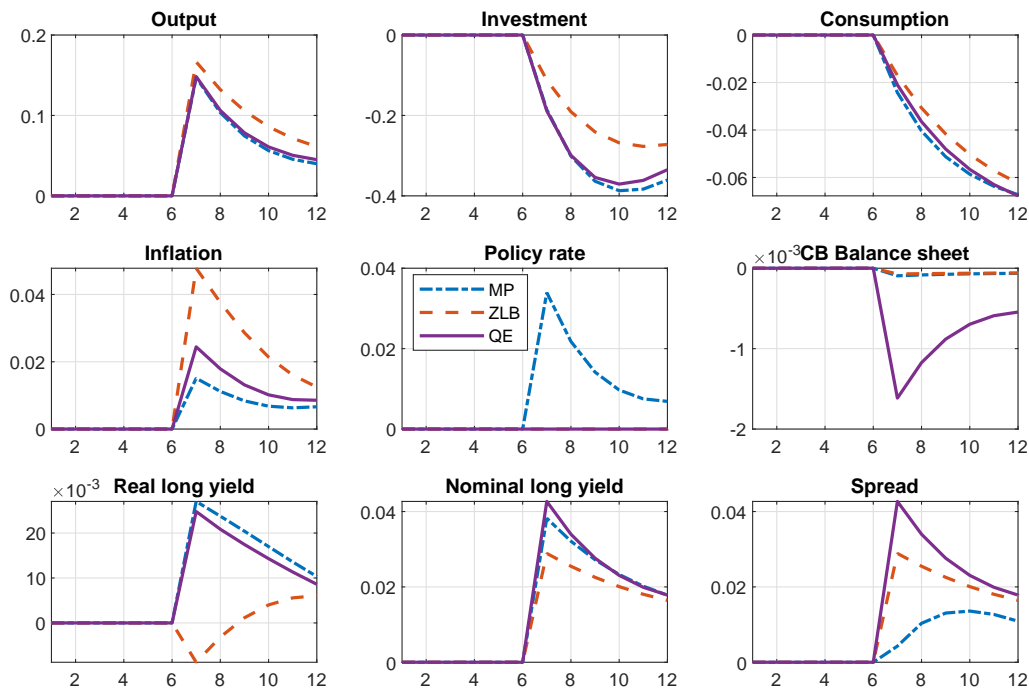 Output
0.2
0.1
0
2 4 6 8 10 12
Investment
0
-0.2
-0.4
2 4 6 8 10 12
Consumption
0
-0.02
-0.04
-0.06
2 4 6 8 10 12
Inflation
0.04
0.02
0
2 4 6 8 10 12
Policy rate
0.04
0.02
0
MP
ZLB
QE
2 4 6 8 10 12
×10⁻³ CB Balance sheet
0
-1
-2
2 4 6 8 10 12
Real long yield
×10⁻³
20
10
0
2 4 6 8 10 12
Nominal long yield
0.04
0.02
0
2 4 6 8 10 12
Spread
0.04
0.02
0
2 4 6 8 10 12